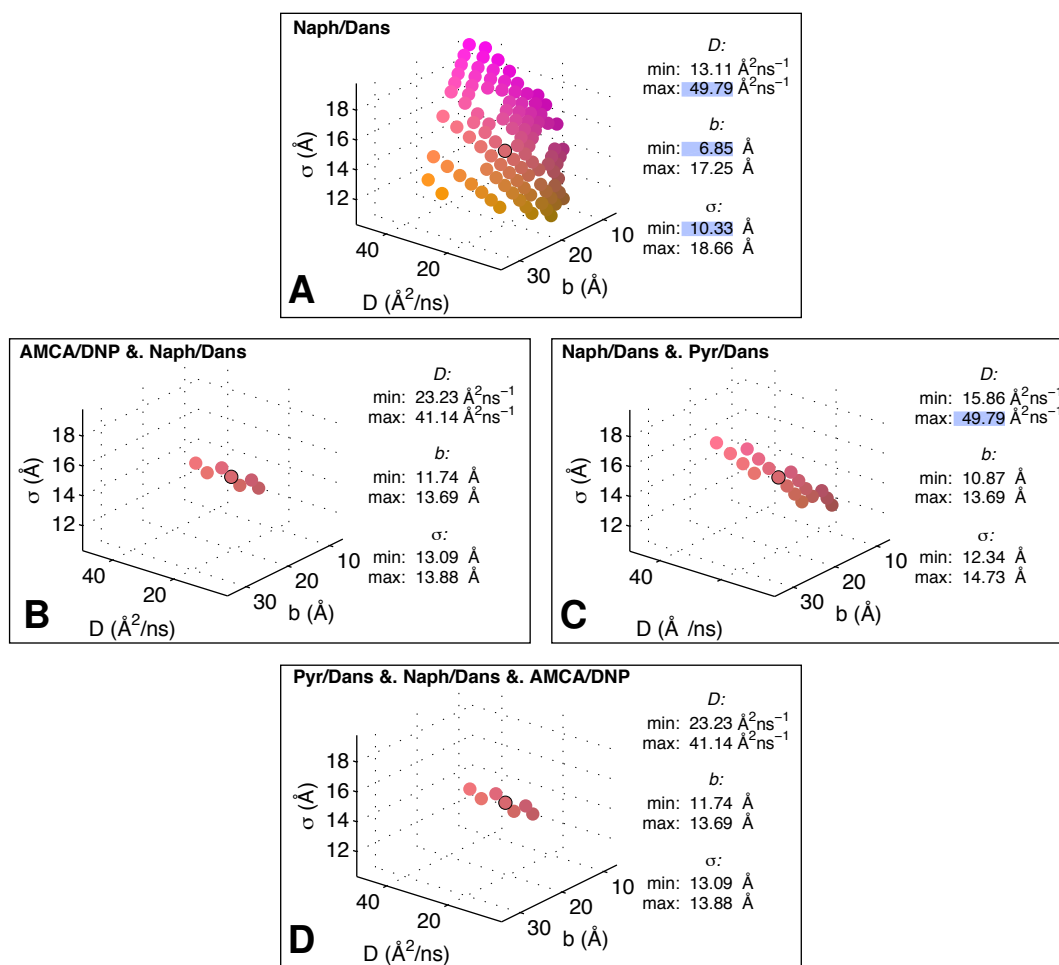 Naph/Dans
D:
min: 13.11 Å²ns⁻¹
max: 49.79 Å²ns⁻¹
b:
min: 6.85 Å
max: 17.25 Å
σ:
min: 10.33 Å
max: 18.66 Å
18
16
14
12
σ (Å)
40
20
D (Å²/ns)
10
20
30
b (Å)
A
AMCA/DNP &. Naph/Dans
D:
min: 23.23 Å²ns⁻¹
max: 41.14 Å²ns⁻¹
b:
min: 11.74 Å
max: 13.69 Å
σ:
min: 13.09 Å
max: 13.88 Å
18
16
14
12
σ (Å)
40
20
D (Å²/ns)
10
20
30
b (Å)
B
Naph/Dans &. Pyr/Dans
D:
min: 15.86 Å²ns⁻¹
max: 49.79 Å²ns⁻¹
b:
min: 10.87 Å
max: 13.69 Å
σ:
min: 12.34 Å
max: 14.73 Å
18
16
14
12
σ (Å)
40
20
D (Å /ns)
10
20
30
b (Å)
C
Pyr/Dans &. Naph/Dans &. AMCA/DNP
D:
min: 23.23 Å²ns⁻¹
max: 41.14 Å²ns⁻¹
b:
min: 11.74 Å
max: 13.69 Å
σ:
min: 13.09 Å
max: 13.88 Å
18
16
14
12
σ (Å)
40
20
D (Å²/ns)
10
20
30
b (Å)
D